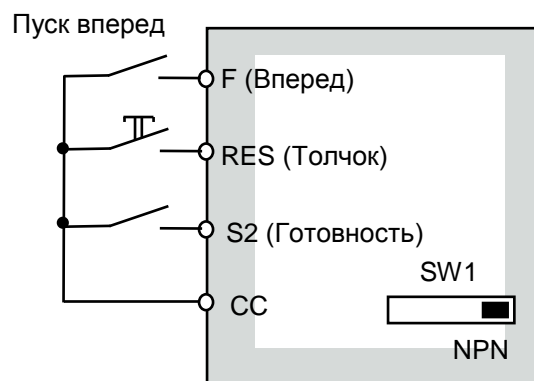 Пуск вперед
F (Вперед)
RES (Толчок)
S2 (Готовность)
SW1
CC
NPN